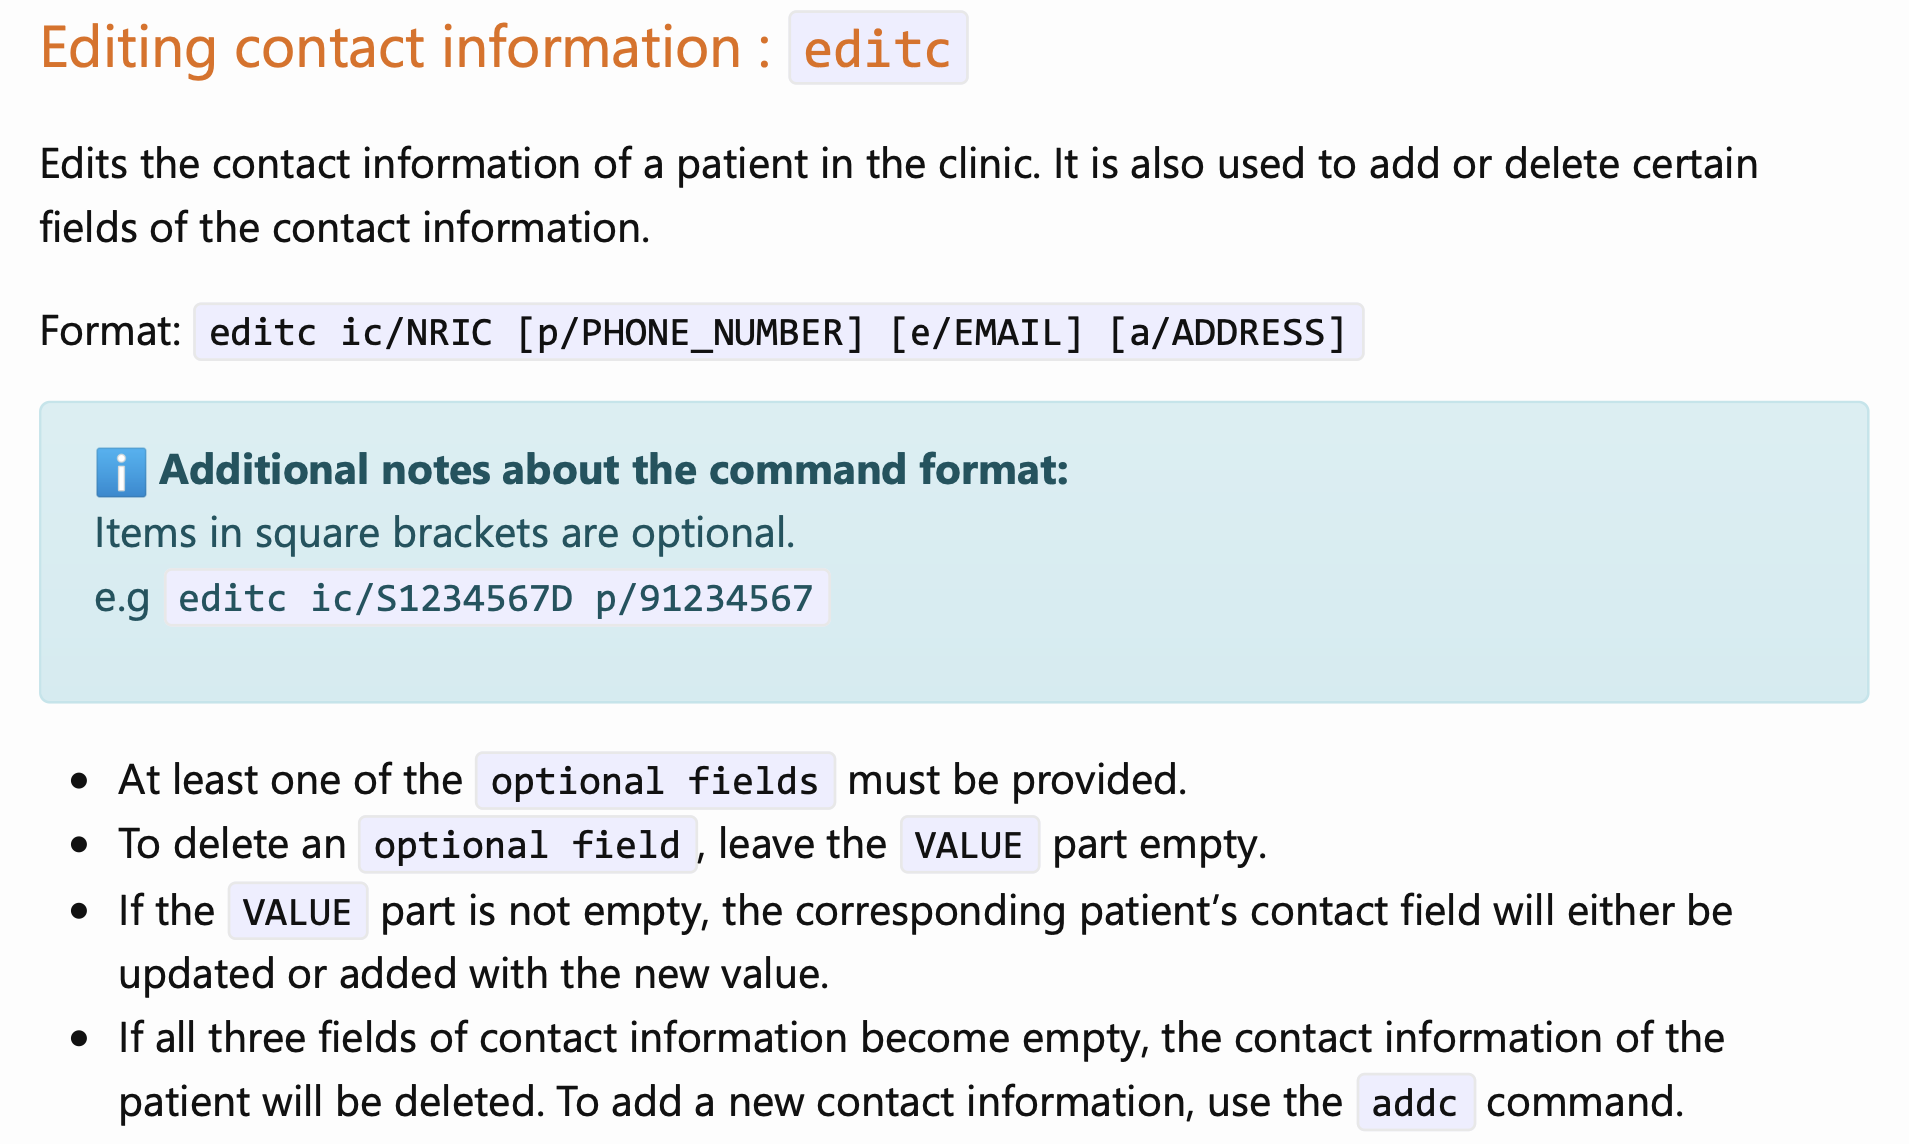 Editing contact information : editc
Edits the contact information of a patient in the clinic. It is also used to add or delete certain
fields of the contact information.
Format: editc ic/NRIC [p/PHONE_NUMBER] [e/EMAIL] [a/ADDRESS]
ℹ️ Additional notes about the command format:
Items in square brackets are optional.
e.g editc ic/S1234567D p/91234567
• At least one of the optional fields must be provided.
• To delete an optional field, leave the VALUE part empty.
• If the VALUE part is not empty, the corresponding patient’s contact field will either be
updated or added with the new value.
• If all three fields of contact information become empty, the contact information of the
patient will be deleted. To add a new contact information, use the addc command.